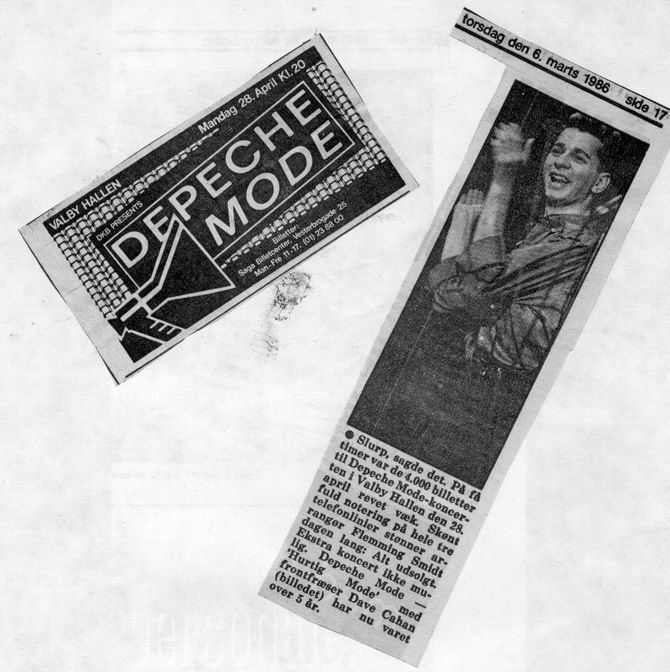 VALBY HALLEN
Mandag 28. April Kl. 20
DKB PRESENTS
DEPECHE
MODE
Billetter:
Saga Billetcenter, Vesterbrogade 25
Man-Fre 11-17. (01) 23 88 00
torsdag den 6. marts 1986 side 17
● Slurp, sagde det. På få
timer var de 4.000 billetter
til Depeche Mode-koncer-
ten i Valby Hallen den 28.
april revet væk. Skønt
fuld notering på hele tre
telefonlinier stønner ar-
rangør Flemming Smidt
dagen lang: Alt udsolgt.
Ekstra koncert ikke mu-
lig. Depeche Mode —
'Hurtig Mode' med
frontfræser Dave Cahan
(billedet) har nu varet
over 5 år.